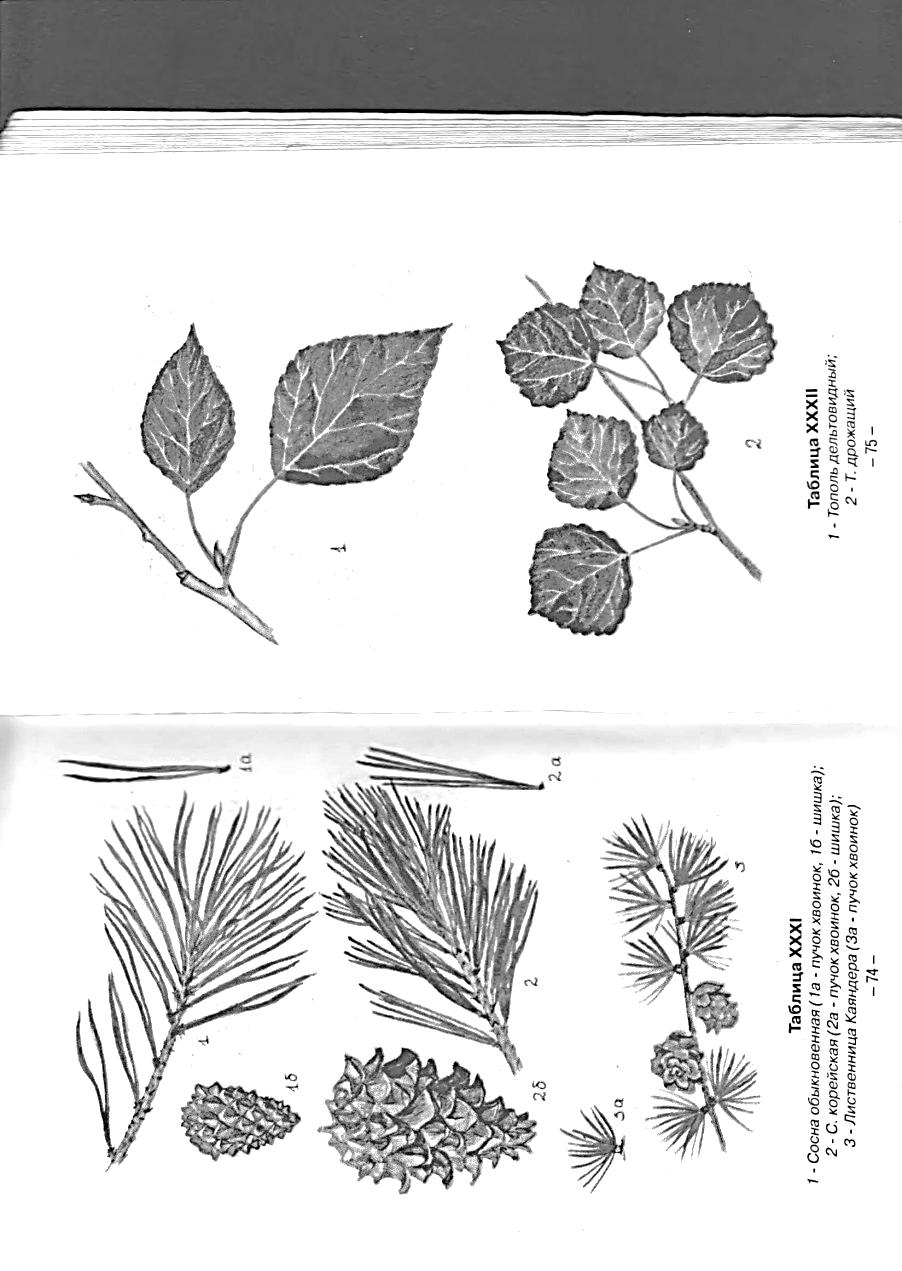 1а
1
1б
2а
2
2б
3
3а
Таблица XXXI
1 - Сосна обыкновенная (1а - пучок хвоинок, 1б - шишка);
2 - С. корейская (2а - пучок хвоинок, 2б - шишка);
3 - Лиственница Каяндера (3а - пучок хвоинок)
– 74 –
1
2
Таблица XXXII
1 - Тополь дельтовидный;
2 - Т. дрожащий
– 75 –